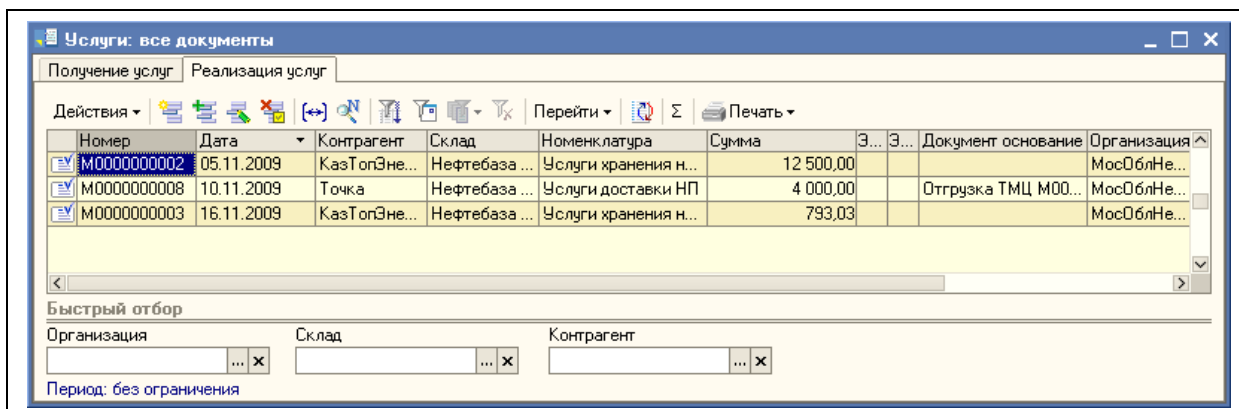 Услуги: все документы
Получение услуг Реализация услуг
Действия Перейти Σ Печать
Номер Дата Контрагент Склад Номенклатура Сумма Э... Э... Документ основание Организация
М0000000002 05.11.2009 КазТопЭне... Нефтебаза ... Услуги хранения н... 12 500,00 МосОблНе...
М0000000008 10.11.2009 Точка Нефтебаза ... Услуги доставки НП 4 000,00 Отгрузка ТМЦ М00... МосОблНе...
М0000000003 16.11.2009 КазТопЭне... Нефтебаза ... Услуги хранения н... 793,03 МосОблНе...
Быстрый отбор
Организация Склад Контрагент
... x ... x ... x
Период: без ограничения